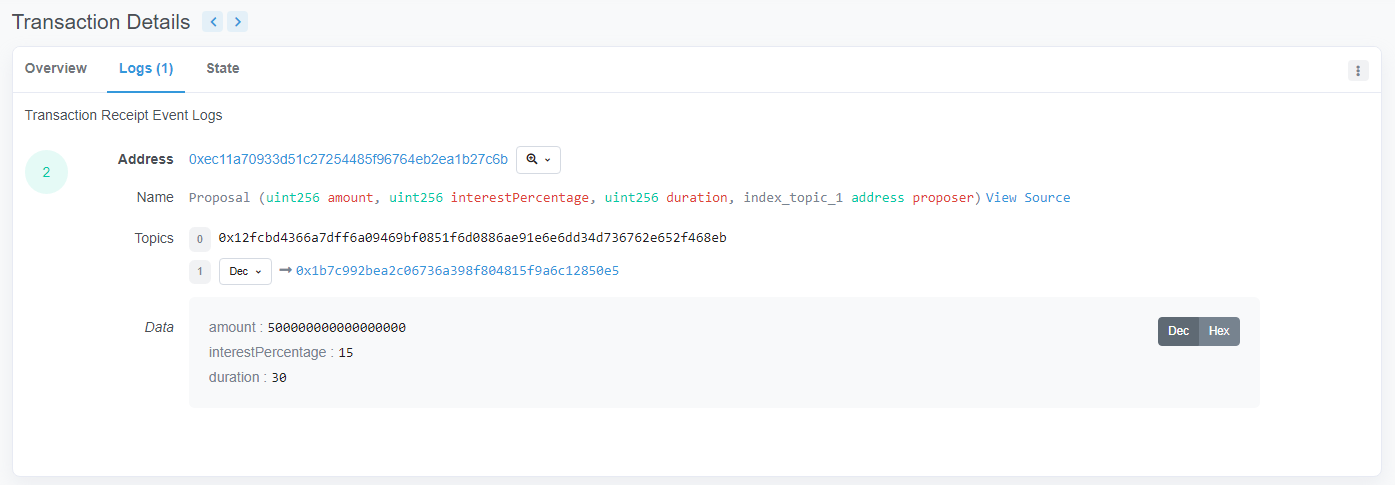 Transaction Details
Overview Logs (1) State
Transaction Receipt Event Logs
2
Address 0xec11a70933d51c27254485f96764eb2ea1b27c6b
Name Proposal (uint256 amount, uint256 interestPercentage, uint256 duration, index_topic_1 address proposer) View Source
Topics 0 0x12fcbd4366a7dff6a09469bf0851f6d0886ae91e6e6dd34d736762e652f468eb
1 Dec 0x1b7c992bea2c06736a398f804815f9a6c12850e5
Data amount : 500000000000000000 Dec Hex
interestPercentage : 15
duration : 30